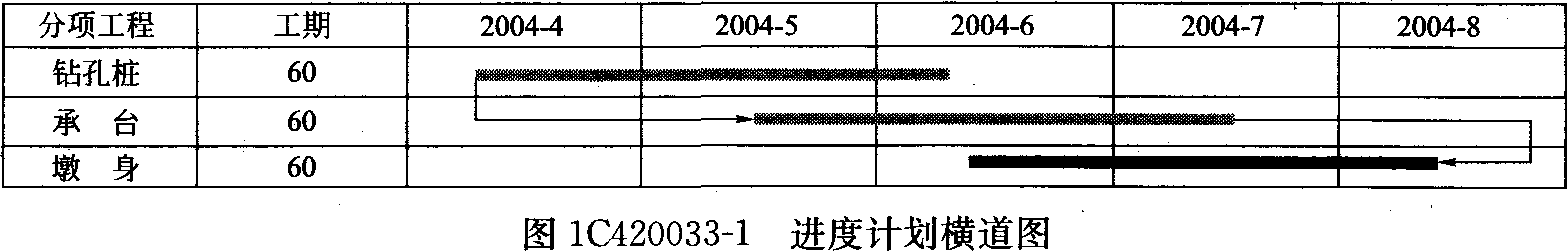 分项工程 工期 2004-4 2004-5 2004-6 2004-7 2004-8
钻孔桩 60
承 台 60
墩 身 60
图 1C420033-1 进度计划横道图